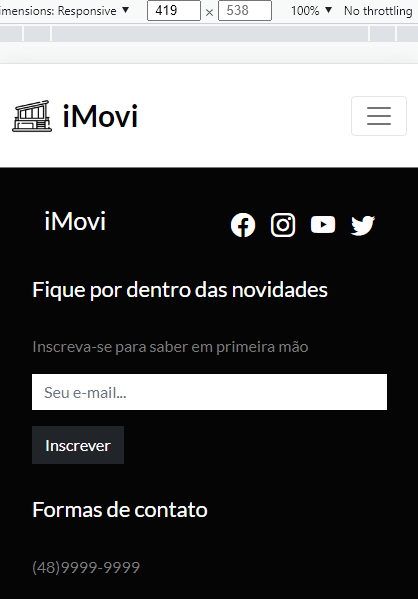 imensions: Responsive ▼ 419 × 538 100% ▼ No throttling
iMovi
iMovi
Fique por dentro das novidades
Inscreva-se para saber em primeira mão
Seu e-mail...
Inscrever
Formas de contato
(48)9999-9999